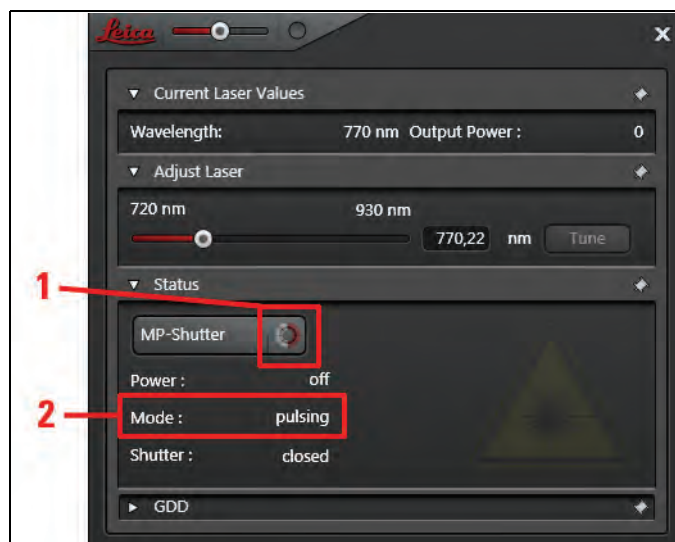 Leica
X
Current Laser Values
Wavelength: 770 nm Output Power : 0
Adjust Laser
720 nm 930 nm
770,22 nm Tune
1
Status
MP-Shutter
Power : off
2
Mode : pulsing
Shutter : closed
GDD